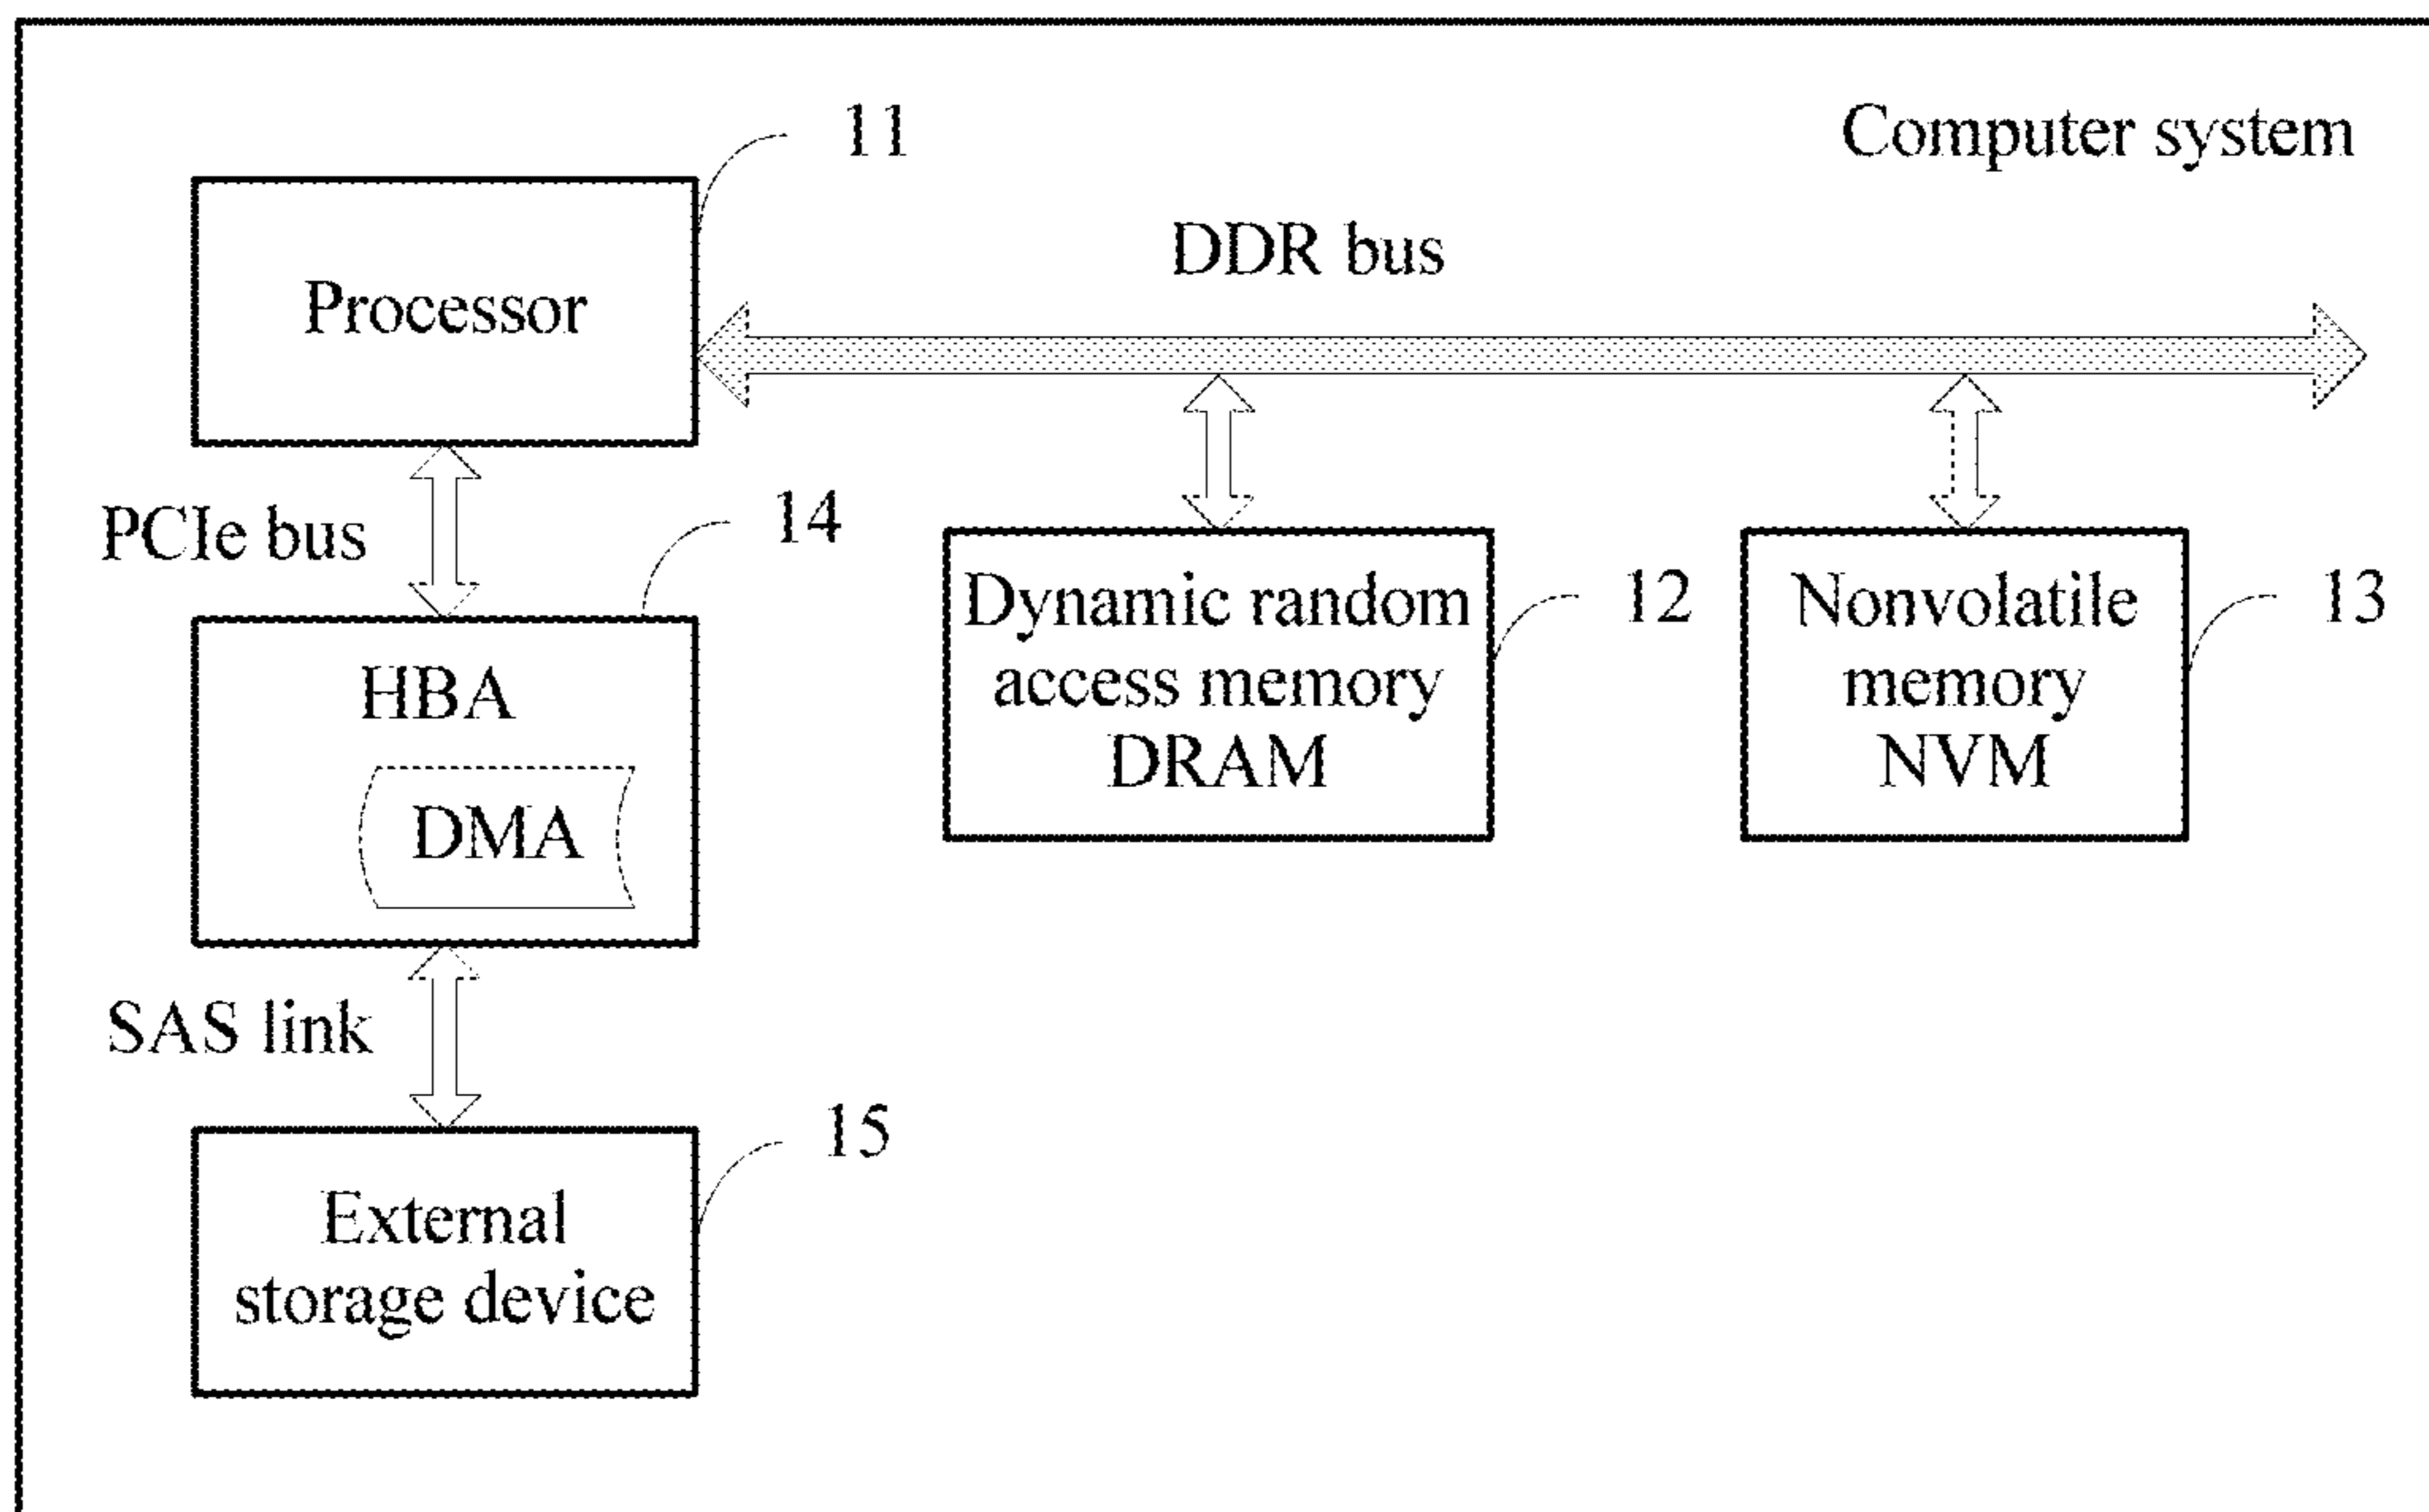 Computer system
11
Processor
DDR bus
PCIe bus
14
HBA
DMA
Dynamic random
access memory
DRAM
12
Nonvolatile
memory
NVM
13
SAS link
15
External
storage device